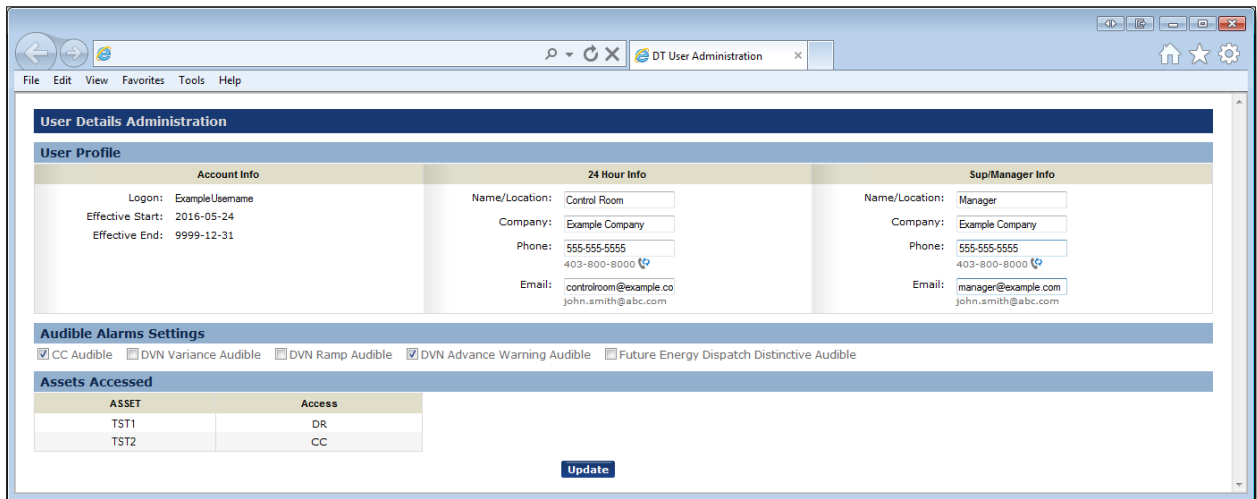 DT User Administration
File Edit View Favorites Tools Help
User Details Administration
User Profile
Account Info 24 Hour Info Sup/Manager Info
Logon: ExampleUsername Name/Location: Control Room Name/Location: Manager
Effective Start: 2016-05-24 Company: Example Company Company: Example Company
Effective End: 9999-12-31 Phone: 555-555-5555 Phone: 555-555-5555
403-800-8000 403-800-8000
Email: controlroom@example.co Email: manager@example.com
john.smith@abc.com john.smith@abc.com
Audible Alarms Settings
CC Audible DVN Variance Audible DVN Ramp Audible DVN Advance Warning Audible Future Energy Dispatch Distinctive Audible
Assets Accessed
ASSET Access
TST1 DR
TST2 CC
Update